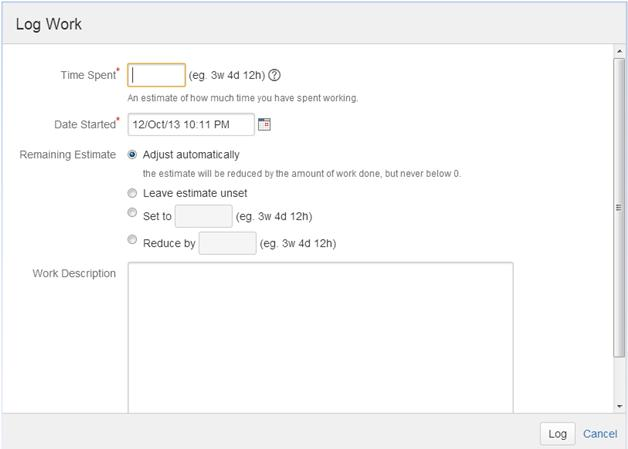 Log Work
Time Spent* (eg. 3w 4d 12h) ?
An estimate of how much time you have spent working.
Date Started* 12/Oct/13 10:11 PM
Remaining Estimate Adjust automatically
the estimate will be reduced by the amount of work done, but never below 0.
Leave estimate unset
Set to (eg. 3w 4d 12h)
Reduce by (eg. 3w 4d 12h)
Work Description
Log Cancel